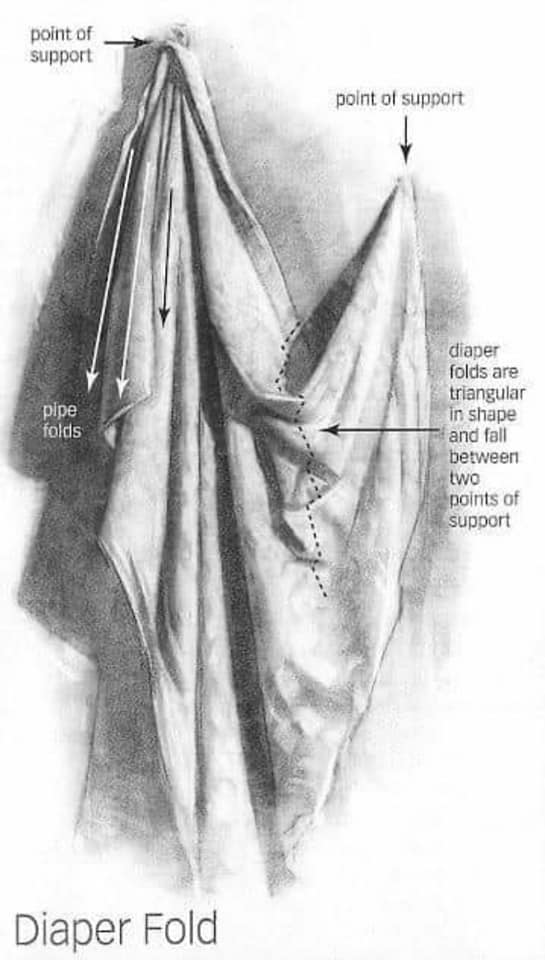 point of
support
point of support
diaper
folds are
triangular
in shape
and fall
between
two
points of
support
pipe
folds
Diaper Fold